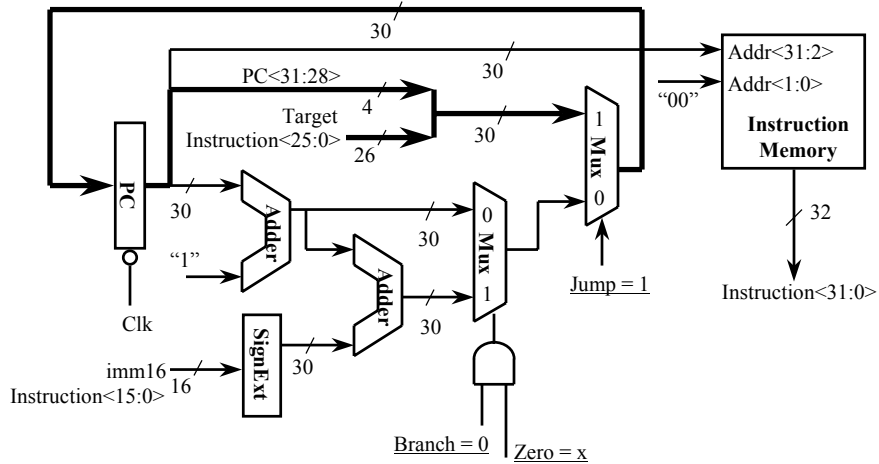 30
30
Addr<31:2>
PC<31:28>
4
“00”
Addr<1:0>
Target
30
1
Instruction<25:0>
26
Instruction
Memory
PC
Mux
30
Adder
0
30
0
32
“1”
Mux
Adder
1
Jump = 1
Instruction<31:0>
Clk
30
SignExt
30
imm16
16
Instruction<15:0>
Branch = 0
Zero = x